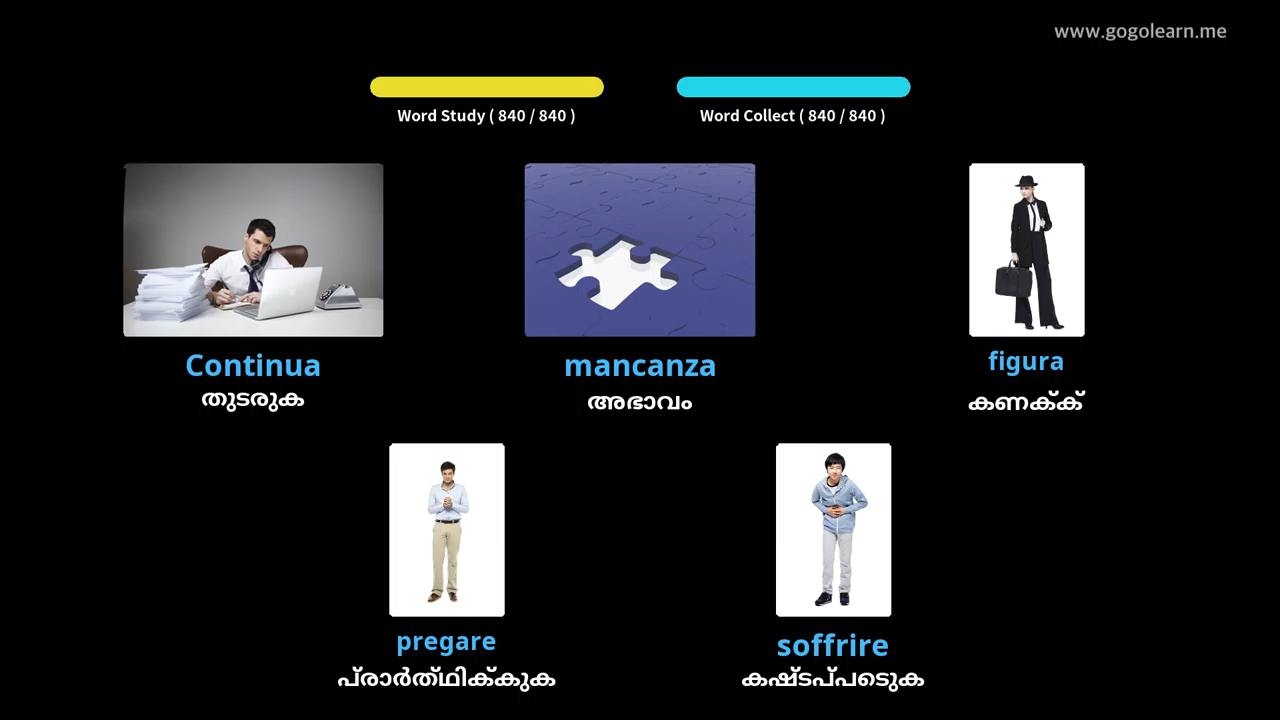 www.gogolearn.me
Word Study ( 840 / 840 )
Word Collect ( 840 / 840 )
Continua
തുടരുക
mancanza
അഭാവം
figura
കണക്ക്
pregare
പ്രാർത്ഥിക്കുക
soffrire
കഷ്ടപ്പടെുക